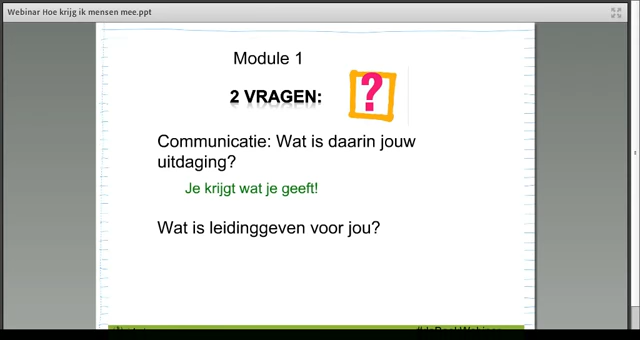 Webinar Hoe krijg ik mensen mee.ppt
Module 1
2 VRAGEN:
?
Communicatie: Wat is daarin jouw
uitdaging?
Je krijgt wat je geeft!
Wat is leidinggeven voor jou?